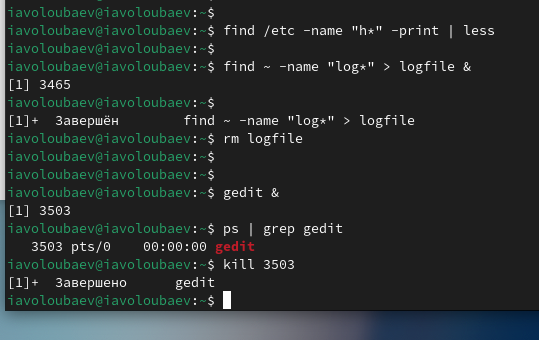 iavoloubaev@iavoloubaev:~$
iavoloubaev@iavoloubaev:~$ find /etc -name "h*" -print | less
iavoloubaev@iavoloubaev:~$
iavoloubaev@iavoloubaev:~$ find ~ -name "log*" > logfile &
[1] 3465
iavoloubaev@iavoloubaev:~$
[1]+  Завершён        find ~ -name "log*" > logfile
iavoloubaev@iavoloubaev:~$ rm logfile
iavoloubaev@iavoloubaev:~$
iavoloubaev@iavoloubaev:~$
iavoloubaev@iavoloubaev:~$ gedit &
[1] 3503
iavoloubaev@iavoloubaev:~$ ps | grep gedit
   3503 pts/0    00:00:00 gedit
iavoloubaev@iavoloubaev:~$ kill 3503
[1]+  Завершено      gedit
iavoloubaev@iavoloubaev:~$